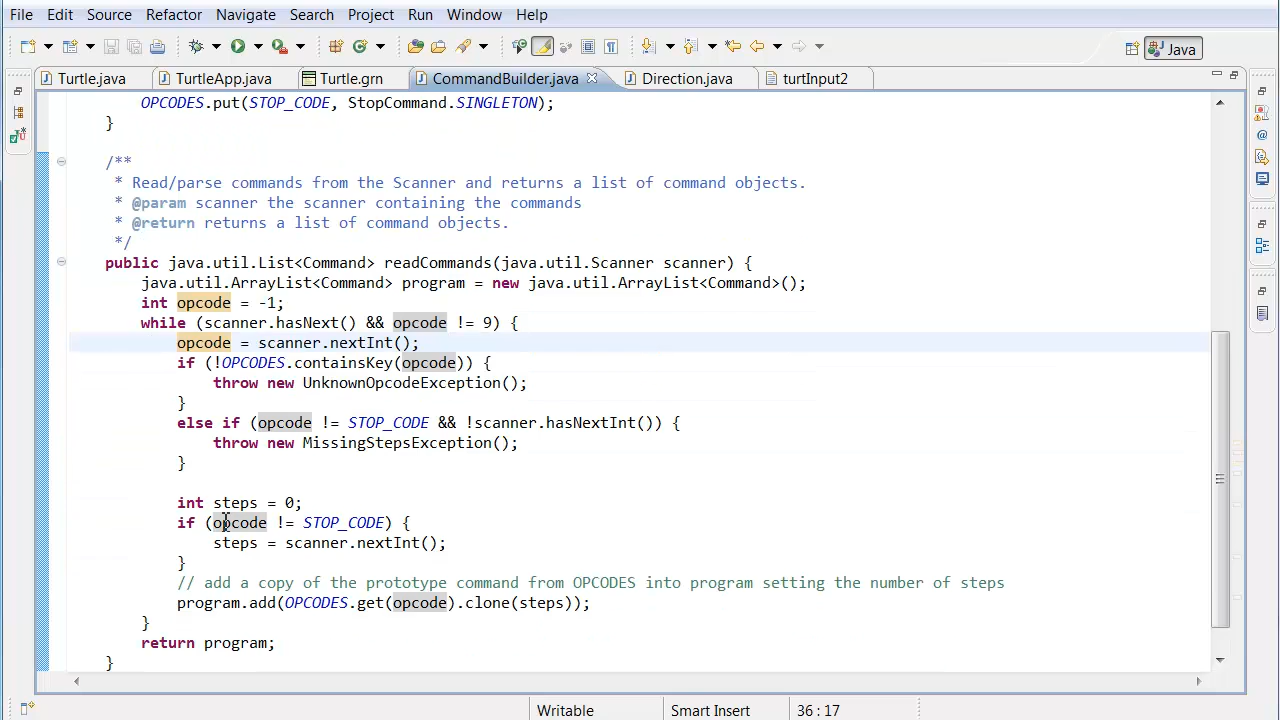 File Edit Source Refactor Navigate Search Project Run Window Help
Java
Turtle.java TurtleApp.java Turtle.grn CommandBuilder.java Direction.java turtInput2
OPCODES.put(STOP_CODE, StopCommand.SINGLETON);
}
/**
* Read/parse commands from the Scanner and returns a list of command objects.
* @param scanner the scanner containing the commands
* @return returns a list of command objects.
*/
public java.util.List<Command> readCommands(java.util.Scanner scanner) {
java.util.ArrayList<Command> program = new java.util.ArrayList<Command>();
int opcode = -1;
while (scanner.hasNext() && opcode != 9) {
opcode = scanner.nextInt();
if (!OPCODES.containsKey(opcode)) {
throw new UnknownOpcodeException();
}
else if (opcode != STOP_CODE && !scanner.hasNextInt()) {
throw new MissingStepsException();
}
int steps = 0;
if (opcode != STOP_CODE) {
steps = scanner.nextInt();
}
// add a copy of the prototype command from OPCODES into program setting the number of steps
program.add(OPCODES.get(opcode).clone(steps));
}
return program;
}
Writable Smart Insert 36 : 17